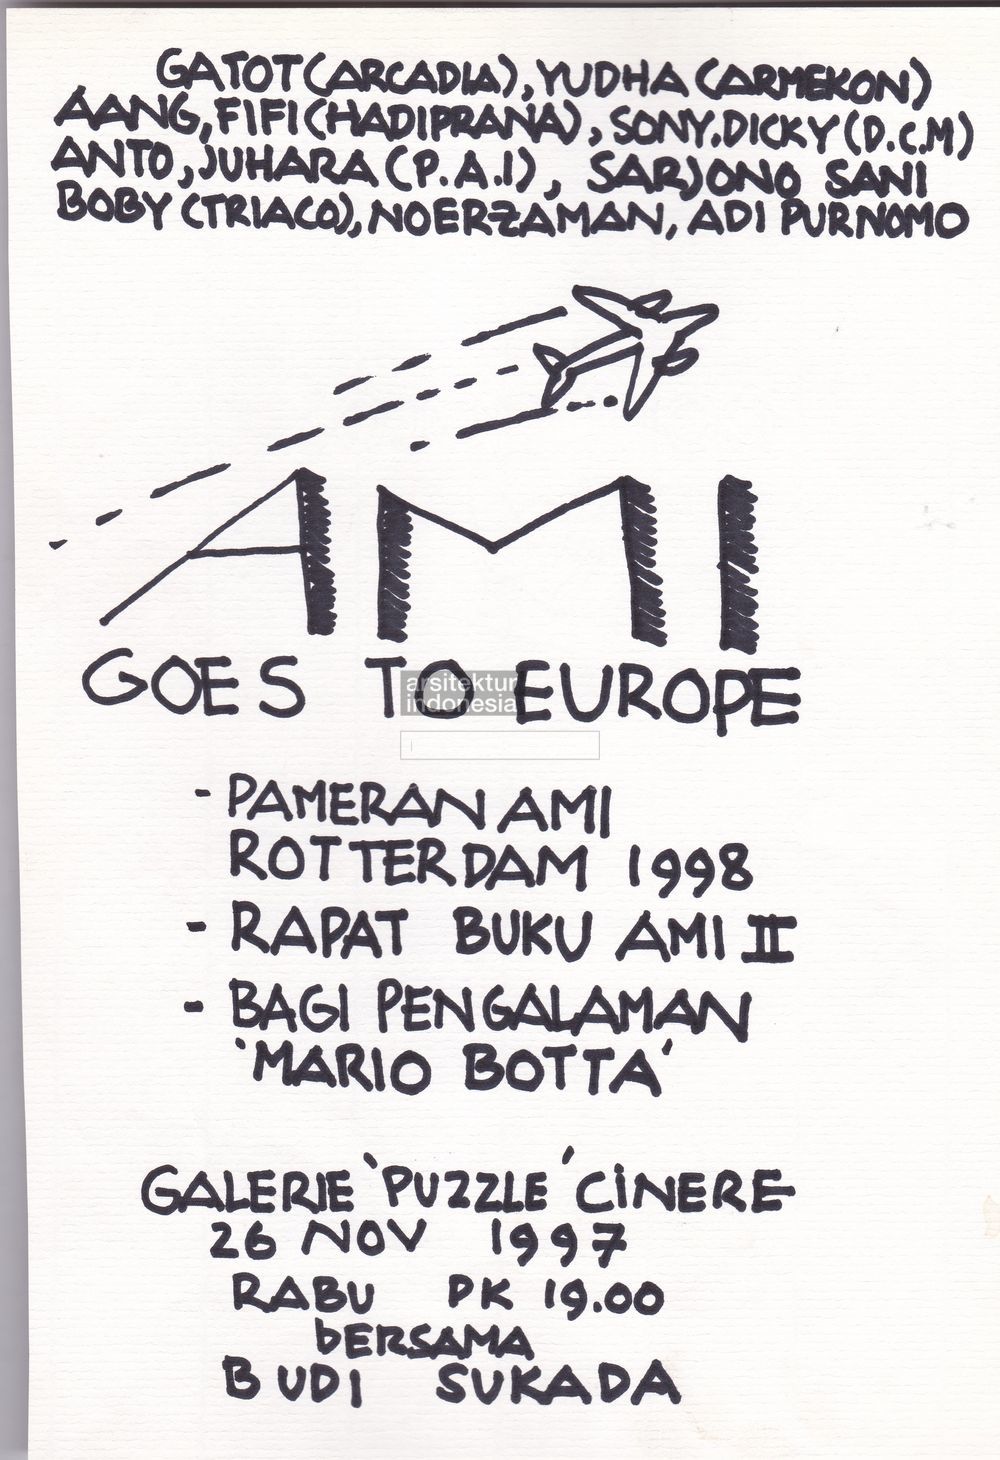 GATOT (ARCADIA), YUDHA (ARMEKON)
AANG, FIFI (HADIPRANA), SONY, DICKY (D.C.M)
ANTO, JUHARA (P.A.I), SARJONO SANI
BOBY (TRIACO), NOERZAMAN, ADI PURNOMO
AMI
GOES TO EUROPE
arsitektur
indonesia
- PAMERAN AMI
ROTTERDAM 1998
- RAPAT BUKU AMI II
- BAGI PENGALAMAN
'MARIO BOTTA'
GALERIE 'PUZZLE' CINERE
26 NOV 1997
RABU PK 19.00
bERSAMA
BUDI SUKADA